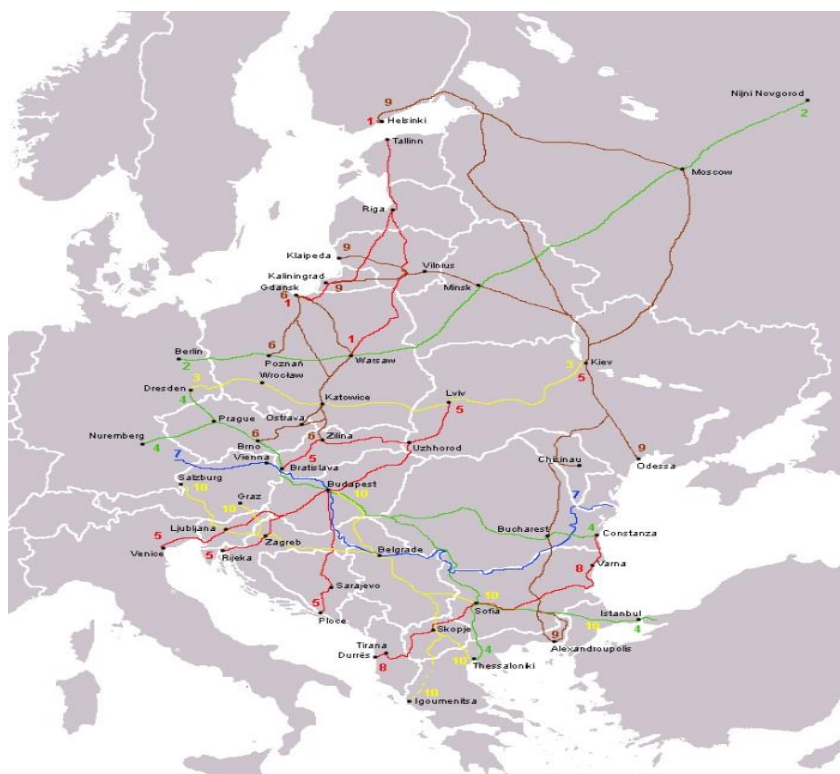 Nijni Novgorod
2
9
1
Helsinki
Tallinn
Moscow
Riga
Klaipeda
9
Vilnius
Kaliningrad
9
Gdansk
6
1
Minsk
1
Berlin
2
6
Poznań
Warsaw
3
Kiev
5
Wrocław
3
Dresden
4
Katowice
Lviv
5
Prague
Ostrava
Nuremberg
4
6
Brno
6
Zilina
5
Uzhhorod
9
Odessa
Chisinau
7
Vienna
Bratislava
Salzburg
10
Budapest
10
Graz
10
7
Ljubljana
5
Venice
5
Rijeka
Zagreb
Bucharest
4
Constanza
Belgrade
8
Varna
Sarajevo
5
Ploce
10
Sofia
Istanbul
10
4
Skopje
9
Alexandroupolis
Tirana
Durrës
8
10
4
Thessaloniki
10
Igoumenitsa